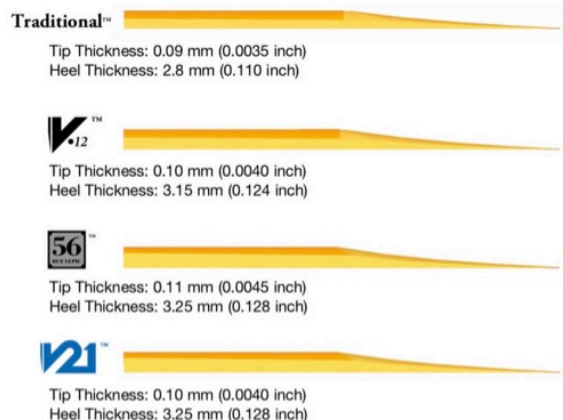 Traditional™
Tip Thickness: 0.09 mm (0.0035 inch)
Heel Thickness: 2.8 mm (0.110 inch)
V•12™
Tip Thickness: 0.10 mm (0.0040 inch)
Heel Thickness: 3.15 mm (0.124 inch)
56™
RUE LEPIC
Tip Thickness: 0.11 mm (0.0045 inch)
Heel Thickness: 3.25 mm (0.128 inch)
V21™
Tip Thickness: 0.10 mm (0.0040 inch)
Heel Thickness: 3.25 mm (0.128 inch)